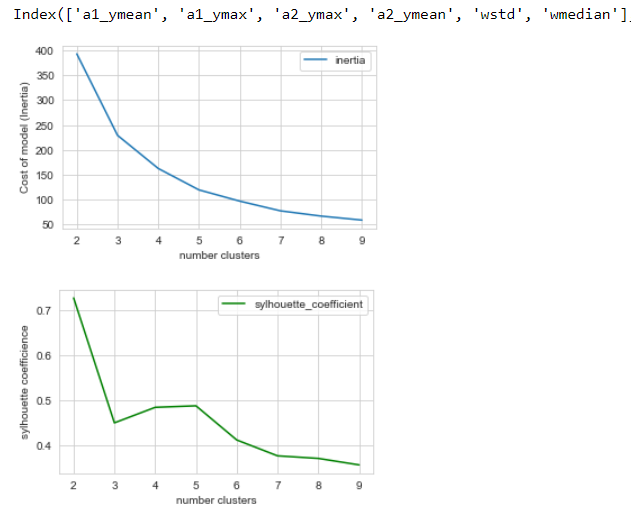 Index(['a1_ymean', 'a1_ymax', 'a2_ymax', 'a2_ymean', 'wstd', 'wmedian'],
400
350
300
250
200
150
100
50
Cost of model (Inertia)
inertia
2 3 4 5 6 7 8 9
number clusters
0.7
0.6
0.5
0.4
sylhouette coefficience
sylhouette_coefficient
2 3 4 5 6 7 8 9
number clusters